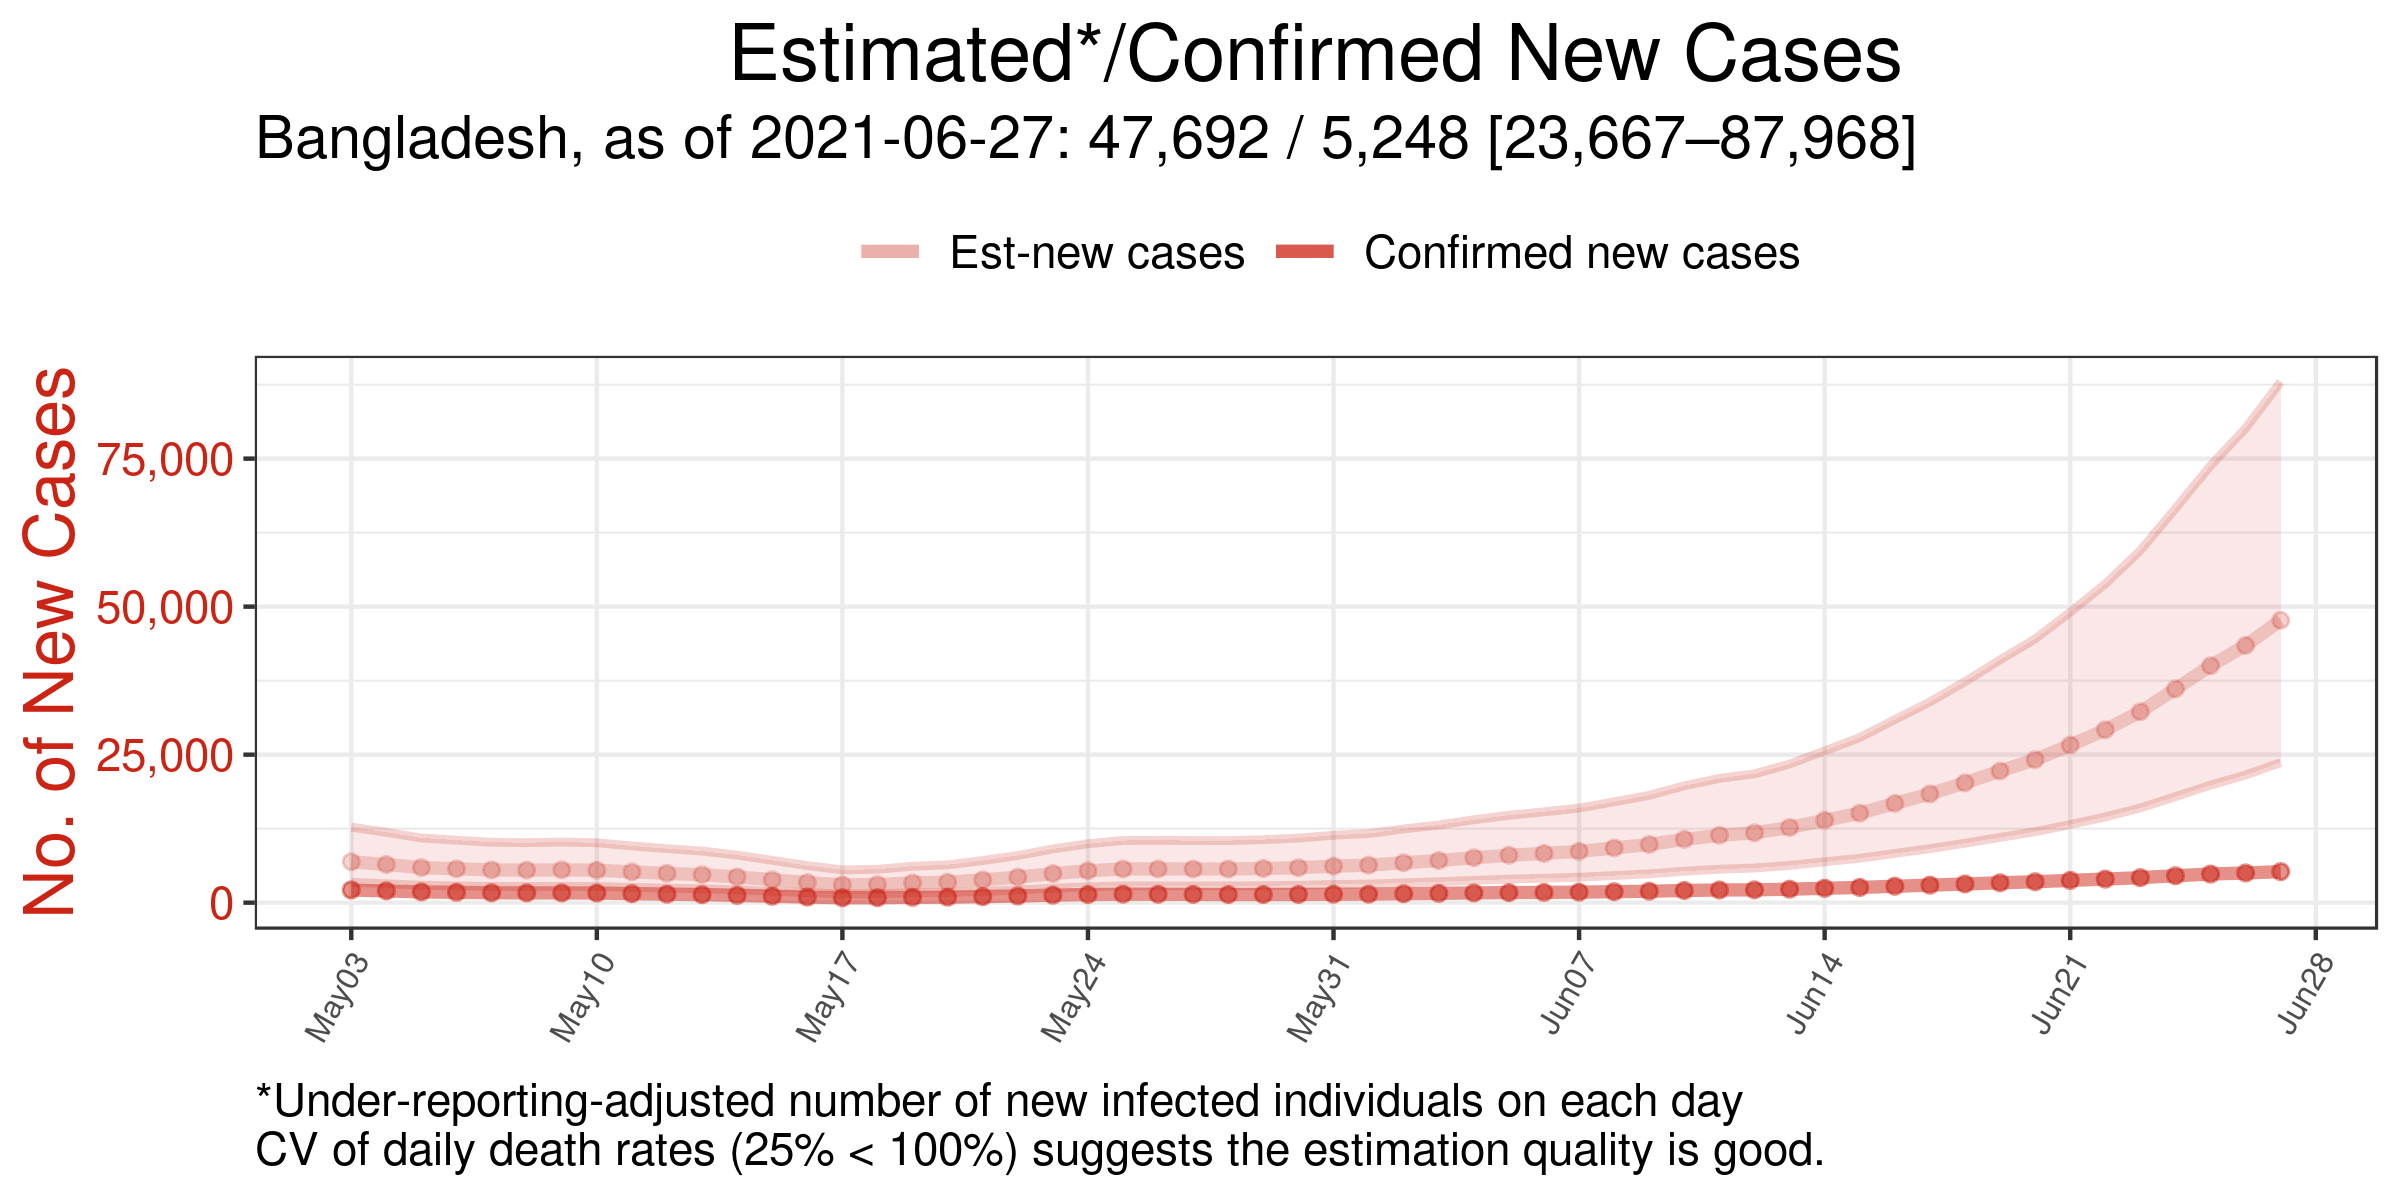 Estimated*/Confirmed New Cases
Bangladesh, as of 2021-06-27: 47,692 / 5,248 [23,667–87,968]
Est-new cases
Confirmed new cases
No. of New Cases
75,000
50,000
25,000
0
May03
May10
May17
May24
May31
Jun07
Jun14
Jun21
Jun28
*Under-reporting-adjusted number of new infected individuals on each day
CV of daily death rates (25% < 100%) suggests the estimation quality is good.